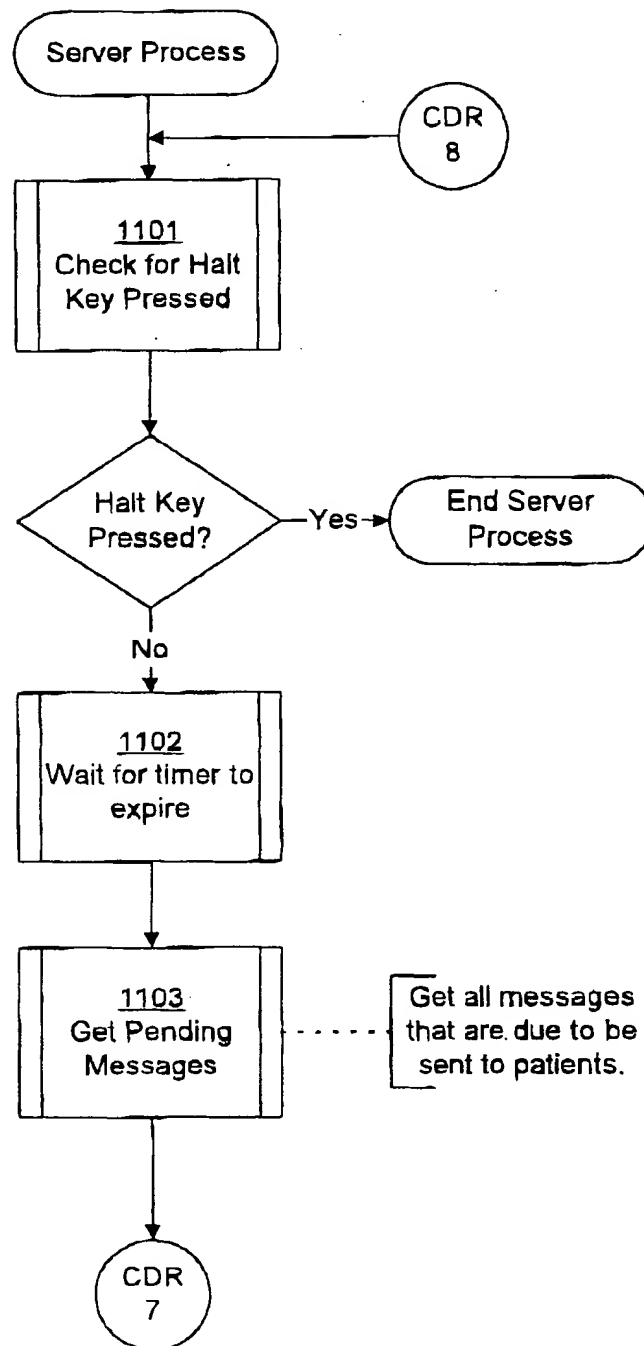 Server Process
CDR
8
1101
Check for Halt
Key Pressed
Halt Key
Pressed?
Yes
End Server
Process
No
1102
Wait for timer to
expire
1103
Get Pending
Messages
Get all messages
that are due to be
sent to patients.
CDR
7